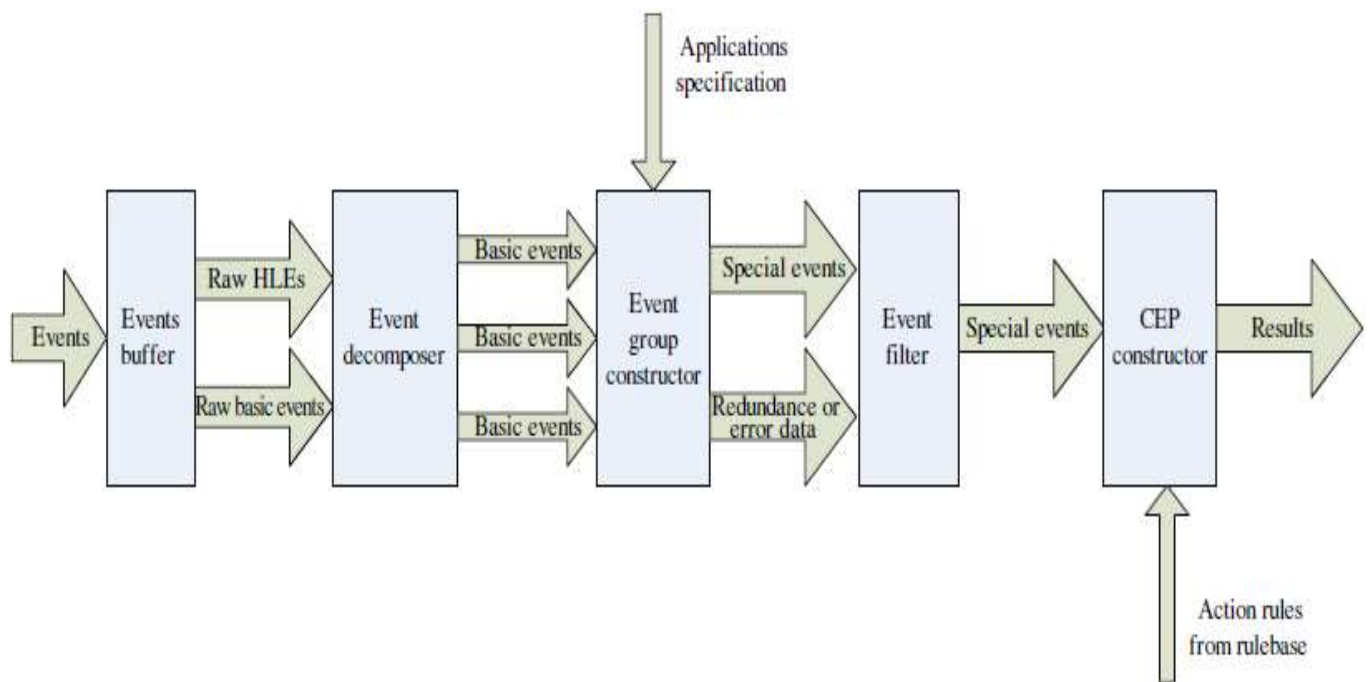 Applications
specification
Events
Events
buffer
Raw HLEs
Raw basic events
Event
decomposer
Basic events
Basic events
Basic events
Event
group
constructor
Special events
Redundance or
error data
Event
filter
Special events
CEP
constructor
Results
Action rules
from rulebase